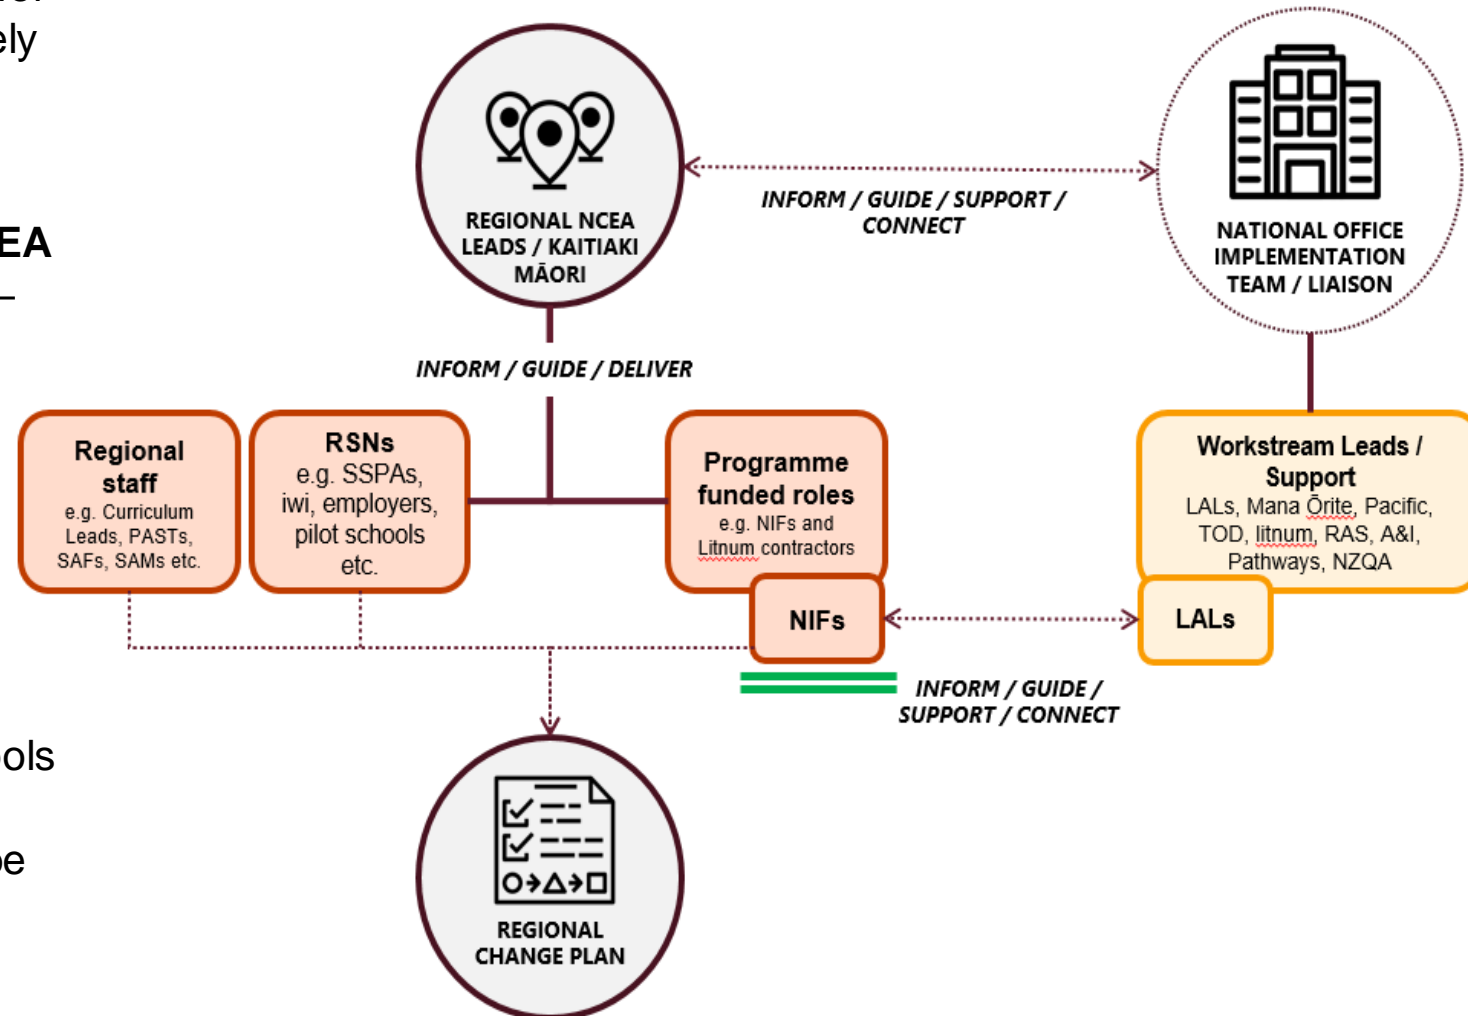 ely
EA
–
ools
be
REGIONAL NCEA
LEADS / KAITIAKI
MĀORI
INFORM / GUIDE / SUPPORT /
CONNECT
NATIONAL OFFICE
IMPLEMENTATION
TEAM / LIAISON
INFORM / GUIDE / DELIVER
Regional
staff
e.g. Curriculum
Leads, PASTs,
SAFs, SAMs etc.
RSNs
e.g. SSPAs,
iwi, employers,
pilot schools
etc.
Programme
funded roles
e.g. NIFs and
Litnum contractors
Workstream Leads /
Support
LALs, Mana Ōrite, Pacific,
TOD, litnum, RAS, A&I,
Pathways, NZQA
NIFs
LALs
INFORM / GUIDE /
SUPPORT / CONNECT
REGIONAL
CHANGE PLAN